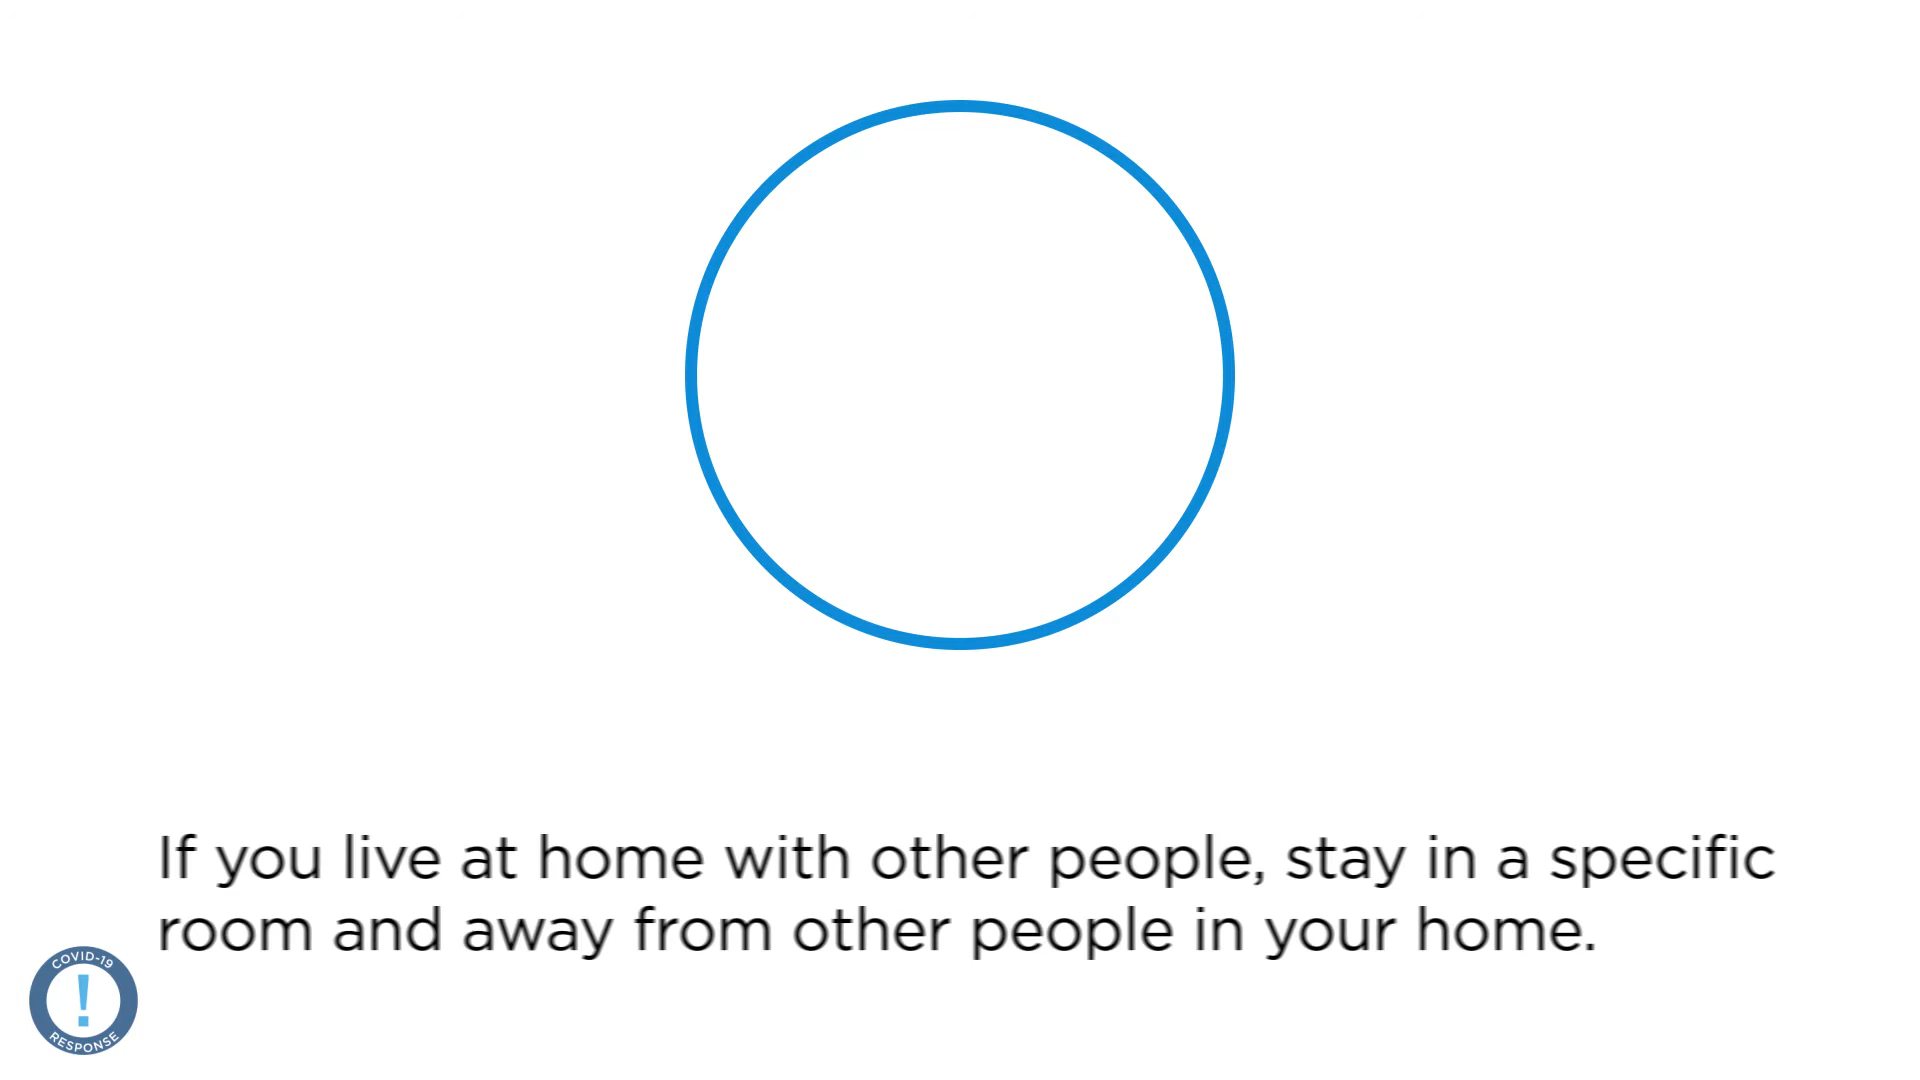 If you live at home with other people, stay in a specific
room and away from other people in your home.
COVID-19
!
RESPONSE